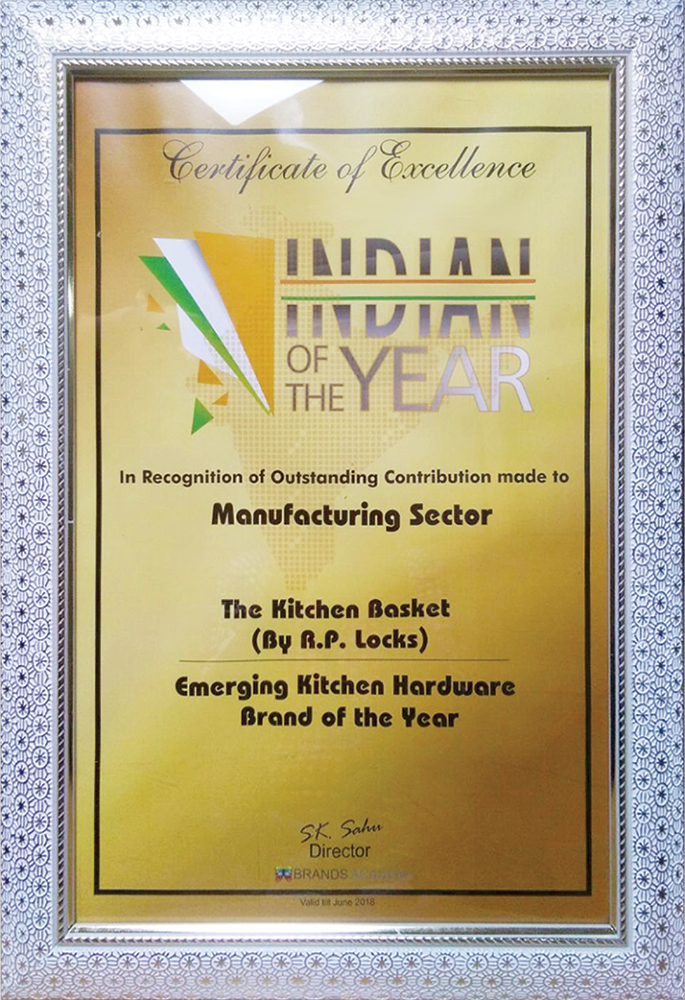 Certificate of Excellence
INDIAN
OF
THE YEAR
In Recognition of Outstanding Contribution made to
Manufacturing Sector
The Kitchen Basket
(By R.P. Locks)
Emerging Kitchen Hardware
Brand of the Year
S.K. Sahu
Director
BRANDS ACADEMY
Valid till June 2018